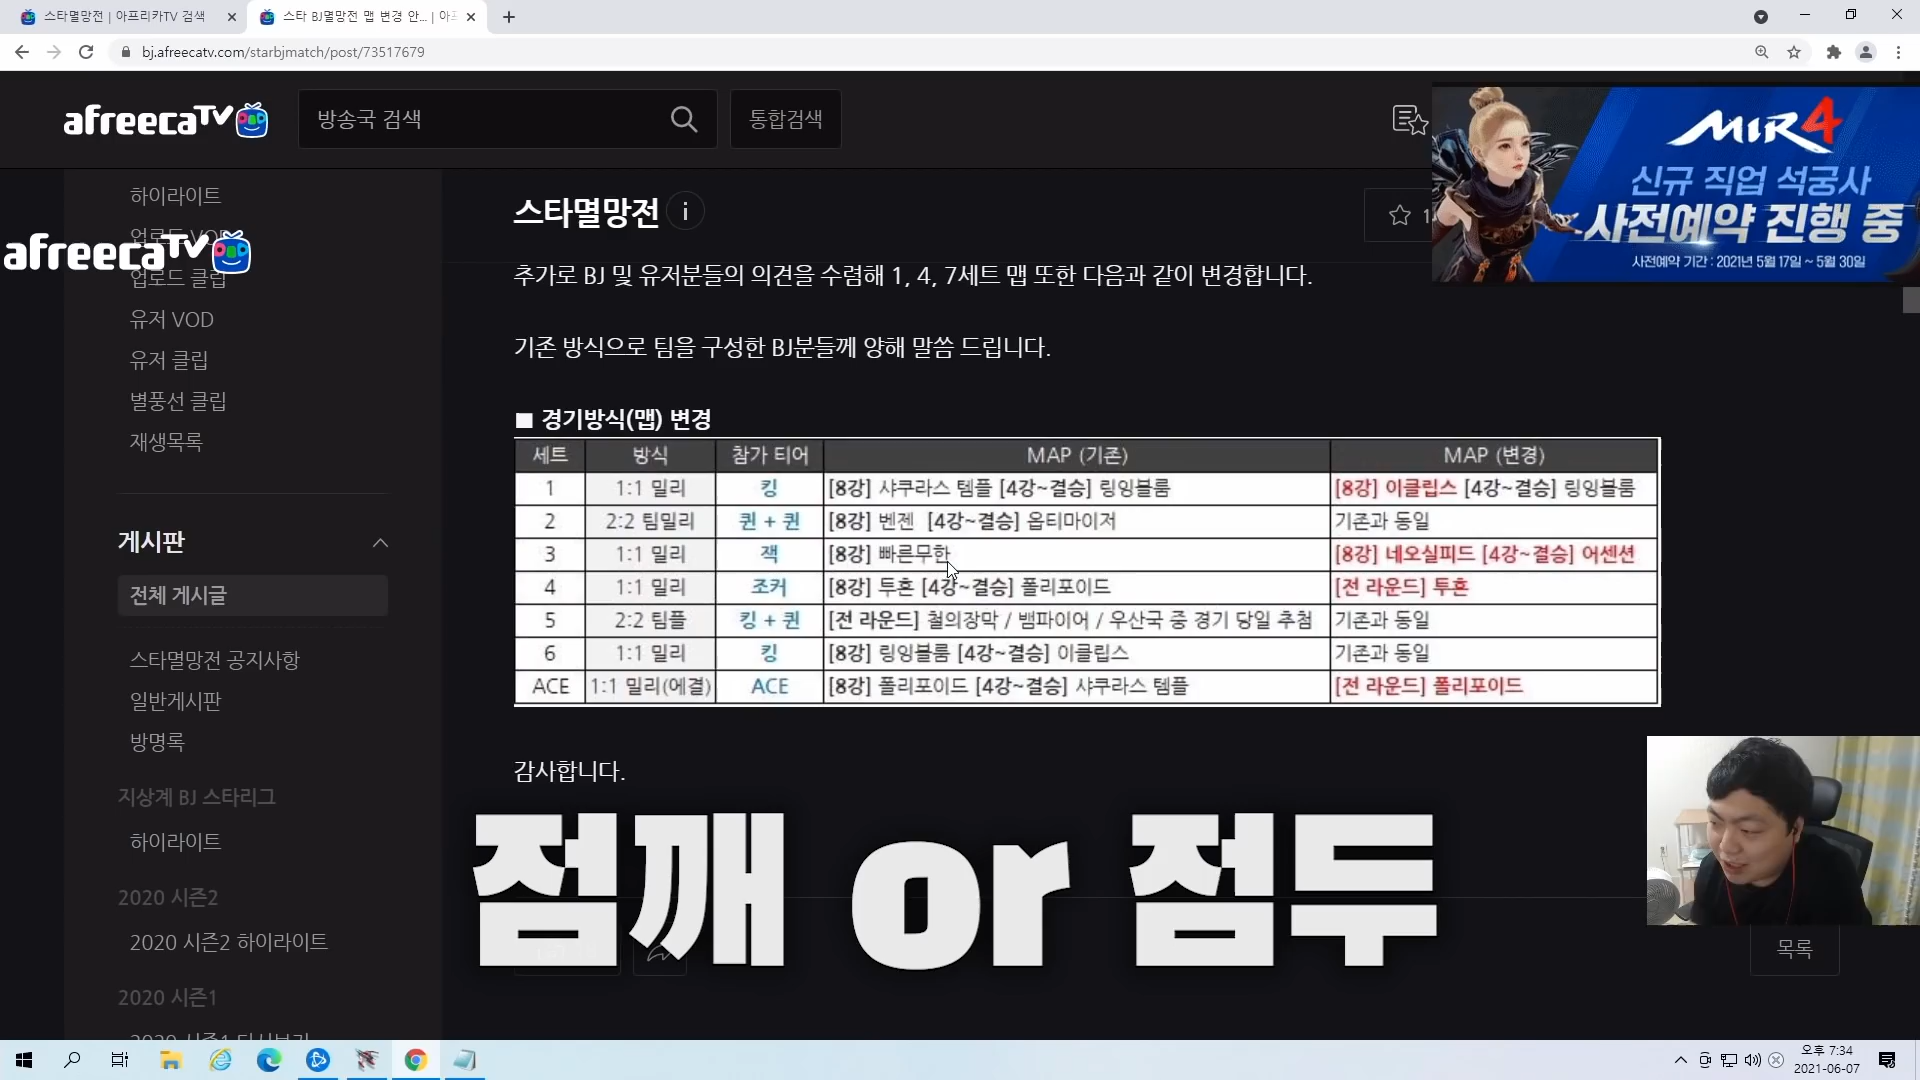 스타멸망전 | 아프리카TV 검색
스타 BJ멸망전 맵 변경 안... | 아프
bj.afreecatv.com/starbjmatch/post/73517679
afreecaTV
방송국 검색
통합검색
MIR4
신규 직업 석궁사
사전예약 진행 중
사전예약 기간 : 2021년 5월 17일 ~ 5월 30일
afreecaTV
하이라이트
업로드 VOD
업로드 클립
유저 VOD
유저 클립
별풍선 클립
재생목록
게시판
전체 게시글
스타멸망전 공지사항
일반게시판
방명록
지상계 BJ 스타리그
하이라이트
2020 시즌2
2020 시즌2 하이라이트
2020 시즌1
스타멸망전
추가로 BJ 및 유저분들의 의견을 수렴해 1, 4, 7세트 맵 또한 다음과 같이 변경합니다.
기존 방식으로 팀을 구성한 BJ분들께 양해 말씀 드립니다.
■ 경기방식(맵) 변경
세트 방식 참가 티어 MAP (기존) MAP (변경)
1 1:1 밀리 킹 [8강] 샤쿠라스 템플 [4강~결승] 링잉블룸 [8강] 이클립스 [4강~결승] 링잉블룸
2 2:2 팀밀리 퀸 + 퀸 [8강] 벤젠 [4강~결승] 옵티마이저 기존과 동일
3 1:1 밀리 잭 [8강] 빠른무한 [8강] 네오실피드 [4강~결승] 어센션
4 1:1 밀리 조커 [8강] 투혼 [4강~결승] 폴리포이드 [전 라운드] 투혼
5 2:2 팀플 킹 + 퀸 [전 라운드] 철의장막 / 뱀파이어 / 우산국 중 경기 당일 추첨 기존과 동일
6 1:1 밀리 킹 [8강] 링잉블룸 [4강~결승] 이클립스 기존과 동일
ACE 1:1 밀리(에결) ACE [8강] 폴리포이드 [4강~결승] 샤쿠라스 템플 [전 라운드] 폴리포이드
감사합니다.
점깨 or 점두
목록
오후 7:34
2021-06-07